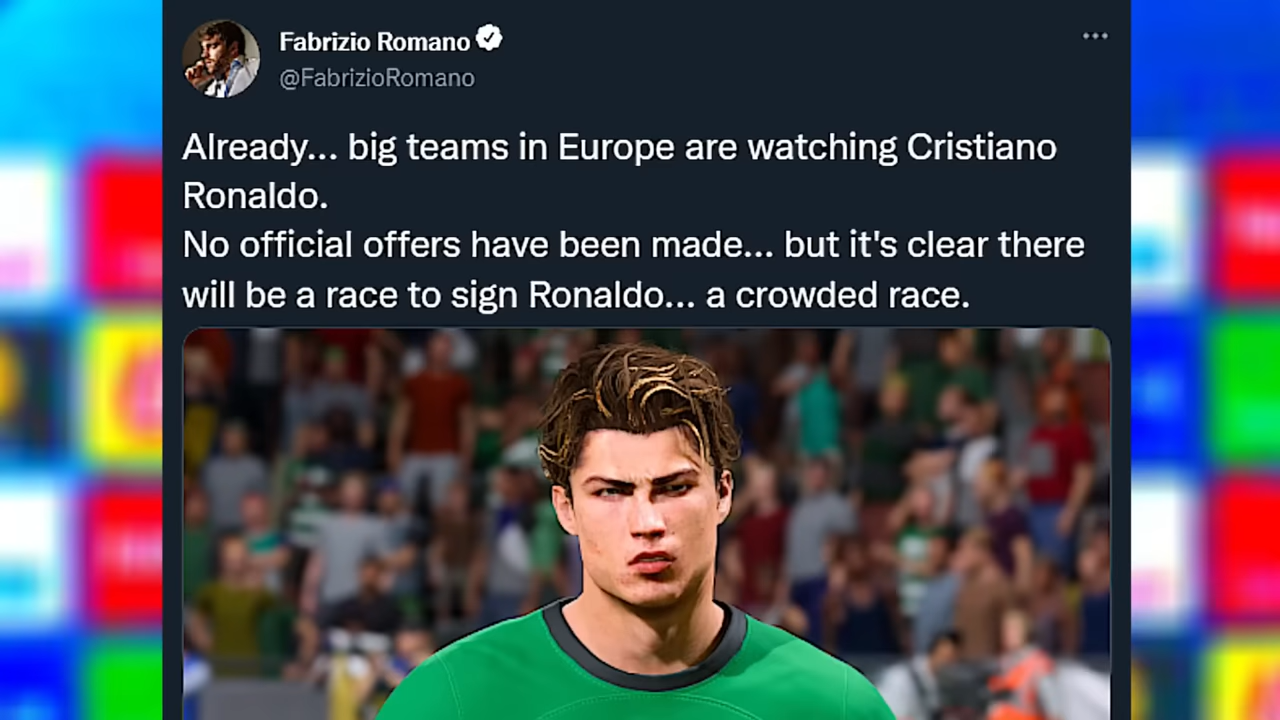 Fabrizio Romano
@FabrizioRomano
Already... big teams in Europe are watching Cristiano
Ronaldo.
No official offers have been made... but it's clear there
will be a race to sign Ronaldo... a crowded race.